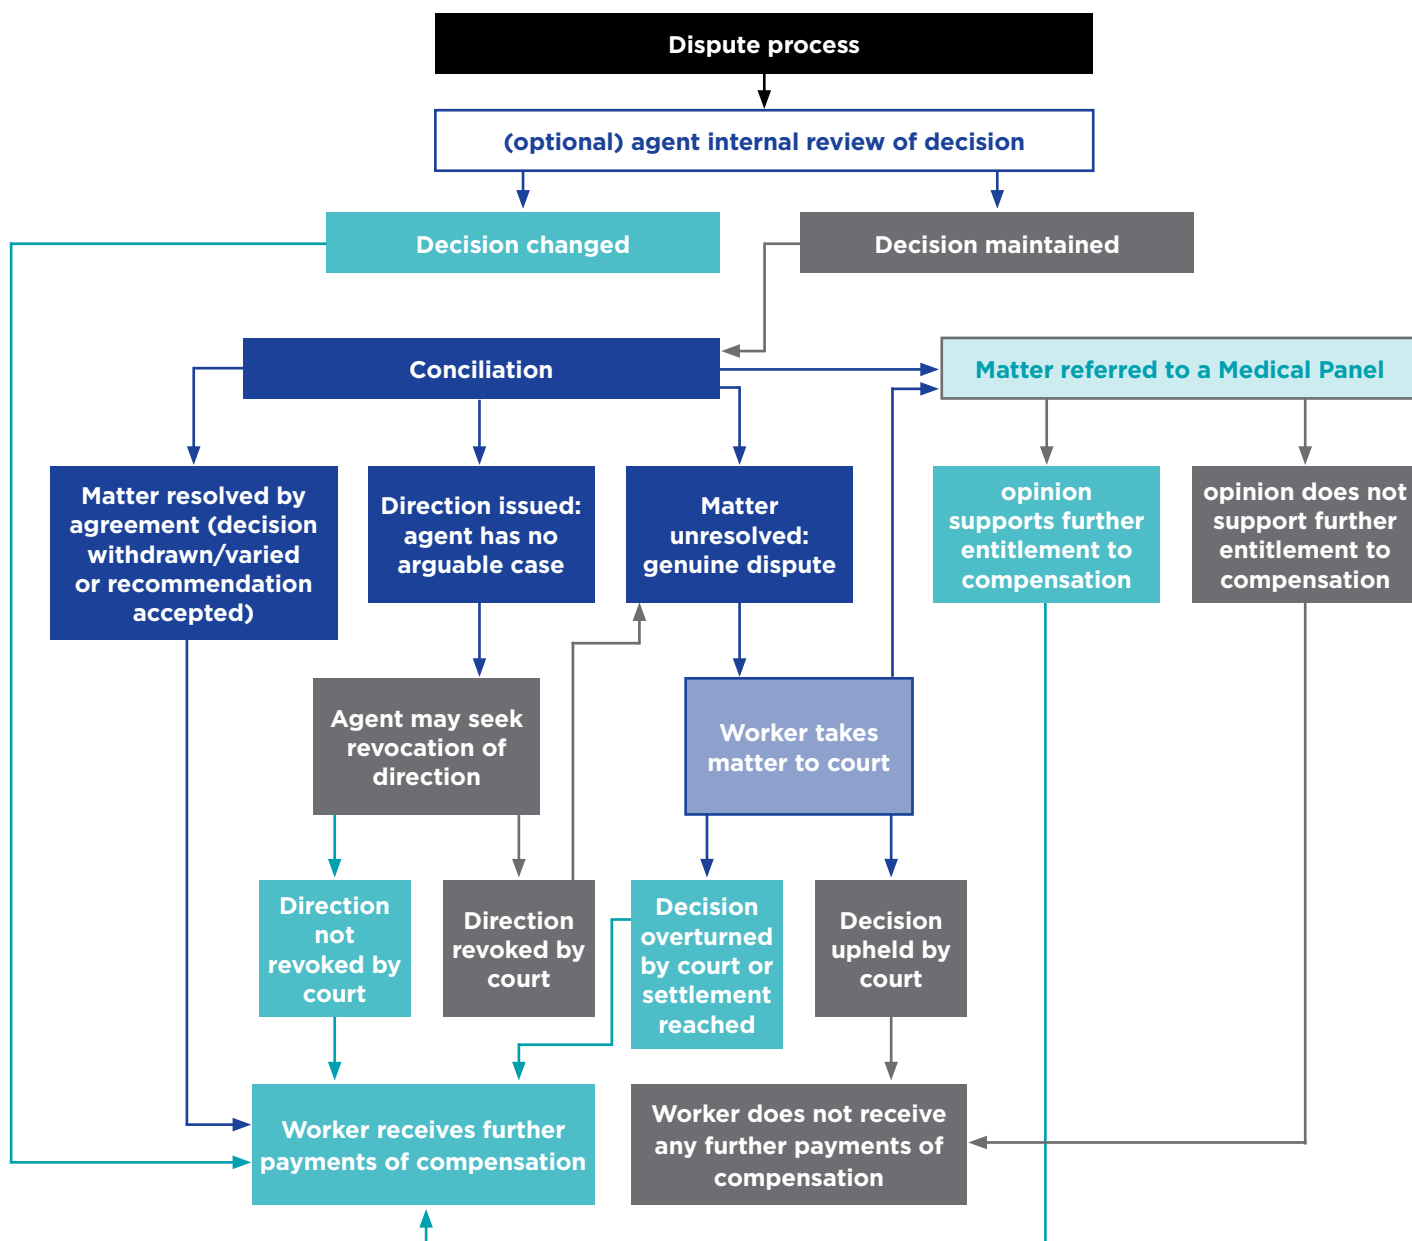 Dispute process
(optional) agent internal review of decision
Decision changed
Decision maintained
Conciliation
Matter referred to a Medical Panel
Matter resolved by
agreement (decision
withdrawn/varied
or recommendation
accepted)
Direction issued:
agent has no
arguable case
Matter
unresolved:
genuine dispute
opinion
supports further
entitlement to
compensation
opinion does not
support further
entitlement to
compensation
Agent may seek
revocation of
direction
Worker takes
matter to court
Direction
not
revoked by
court
Direction
revoked by
court
Decision
overturned
by court or
settlement
reached
Decision
upheld by
court
Worker receives further
payments of compensation
Worker does not receive
any further payments of
compensation